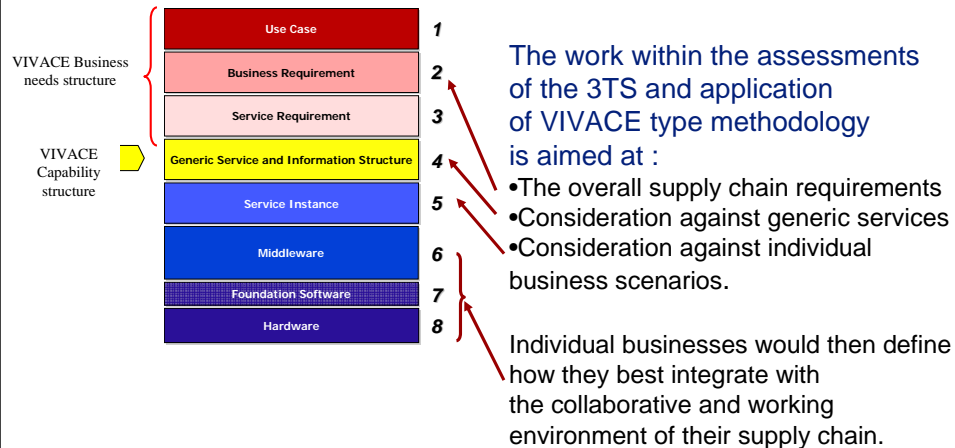 VIVACE Business
needs structure
VIVACE
Capability
structure
Use Case 1
Business Requirement 2
Service Requirement 3
Generic Service and Information Structure 4
Service Instance 5
Middleware 6
Foundation Software 7
Hardware 8
The work within the assessments
of the 3TS and application
of VIVACE type methodology
is aimed at :
•The overall supply chain requirements
•Consideration against generic services
•Consideration against individual
business scenarios.
Individual businesses would then define
how they best integrate with
the collaborative and working
environment of their supply chain.